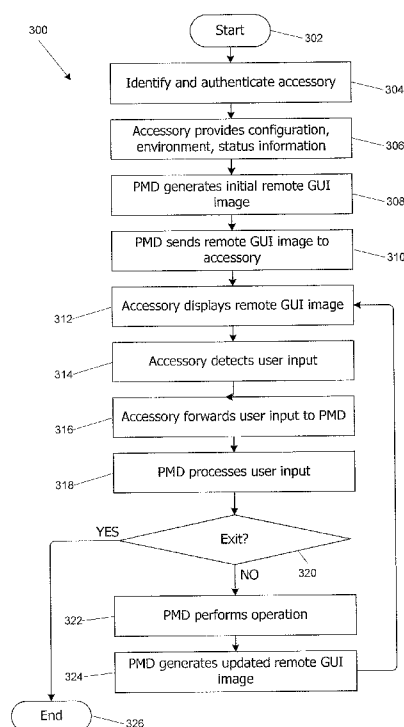 300
Start
302
Identify and authenticate accessory
304
Accessory provides configuration,
environment, status information
306
PMD generates initial remote GUI
image
308
PMD sends remote GUI image to
accessory
310
Accessory displays remote GUI image
312
Accessory detects user input
314
Accessory forwards user input to PMD
316
PMD processes user input
318
YES
Exit?
320
NO
PMD performs operation
322
PMD generates updated remote GUI
image
324
End
326